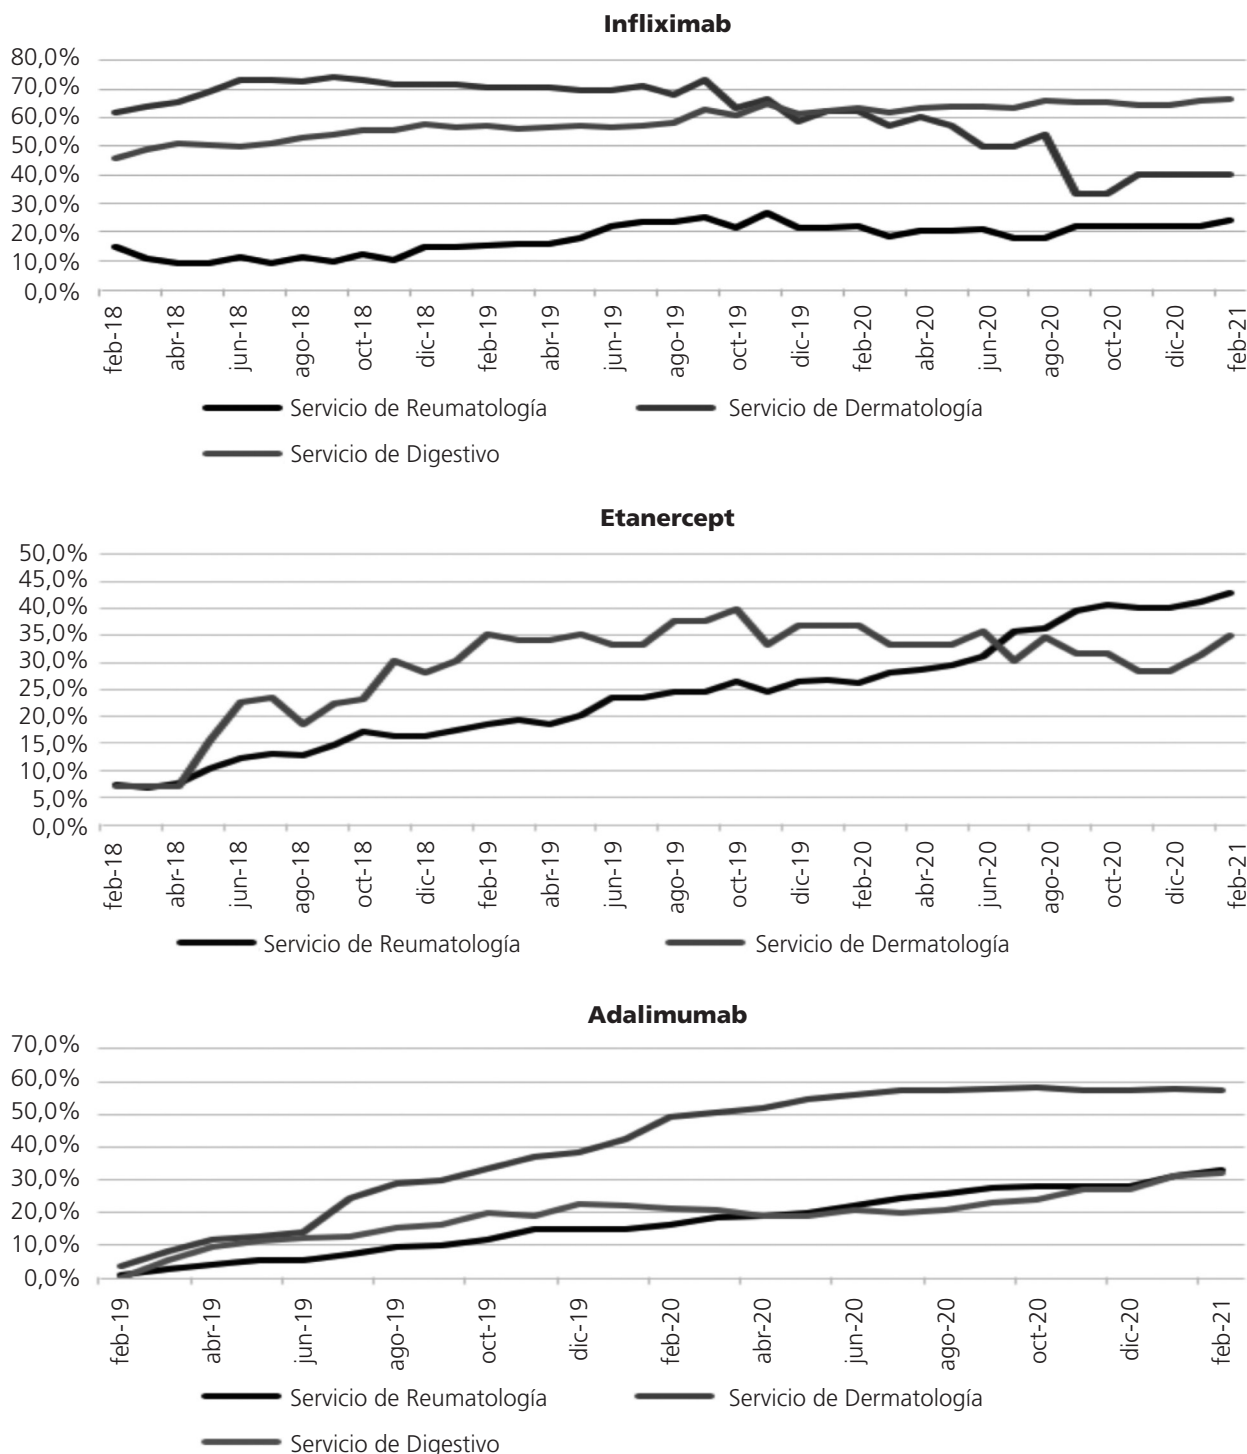 Infliximab
80,0%
70,0%
60,0%
50,0%
40,0%
30,0%
20,0%
10,0%
0,0%
feb-18
abr-18
jun-18
ago-18
oct-18
dic-18
feb-19
abr-19
jun-19
ago-19
oct-19
dic-19
feb-20
abr-20
jun-20
ago-20
oct-20
dic-20
feb-21
Servicio de Reumatología
Servicio de Dermatología
Servicio de Digestivo
Etanercept
50,0%
45,0%
40,0%
35,0%
30,0%
25,0%
20,0%
15,0%
10,0%
5,0%
0,0%
feb-18
abr-18
jun-18
ago-18
oct-18
dic-18
feb-19
abr-19
jun-19
ago-19
oct-19
dic-19
feb-20
abr-20
jun-20
ago-20
oct-20
dic-20
feb-21
Servicio de Reumatología
Servicio de Dermatología
Adalimumab
70,0%
60,0%
50,0%
40,0%
30,0%
20,0%
10,0%
0,0%
feb-19
abr-19
jun-19
ago-19
oct-19
dic-19
feb-20
abr-20
jun-20
ago-20
oct-20
dic-20
feb-21
Servicio de Reumatología
Servicio de Dermatología
Servicio de Digestivo